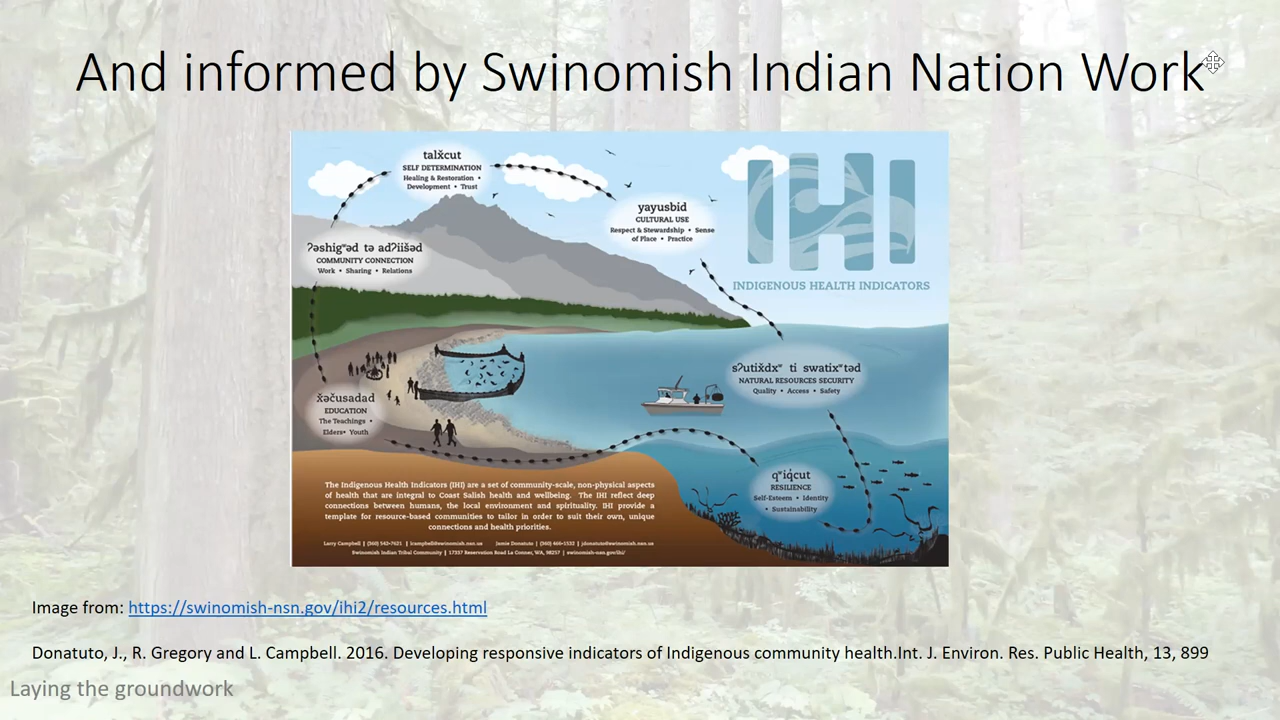 And informed by Swinomish Indian Nation Work
talx̌cut
SELF DETERMINATION
Healing & Restoration •
Development • Trust
yayusbid
CULTURAL USE
Respect & Stewardship • Sense
of Place • Practice
IHI
INDIGENOUS HEALTH INDICATORS
ʔəshigʷəd tə adʔiišəd
COMMUNITY CONNECTION
Work • Sharing • Relations
sʔutix̌dxʷ ti swatixʷtəd
NATURAL RESOURCES SECURITY
Quality • Access • Safety
x̌əčusadad
EDUCATION
The Teachings •
Elders• Youth
qʷiq̓cut
RESILIENCE
Self-Esteem • Identity
• Sustainability
The Indigenous Health Indicators (IHI) are a set of community-scale, non-physical aspects
of health that are integral to Coast Salish health and wellbeing. The IHI reflect deep
connections between humans, the local environment and spirituality. IHI provide a
template for resource-based communities to tailor in order to suit their own, unique
connections and health priorities.
Larry Campbell | (360) 542-7621 | lcampbell@swinomish.nsn.us Jamie Donatuto | (360) 466-1532 | jdonatuto@swinomish.nsn.us
Swinomish Indian Tribal Community | 17337 Reservation Road La Conner, WA, 98257 | swinomish-nsn.gov/ihi/
Image from: https://swinomish-nsn.gov/ihi2/resources.html
Donatuto, J., R. Gregory and L. Campbell. 2016. Developing responsive indicators of Indigenous community health.Int. J. Environ. Res. Public Health, 13, 899
Laying the groundwork